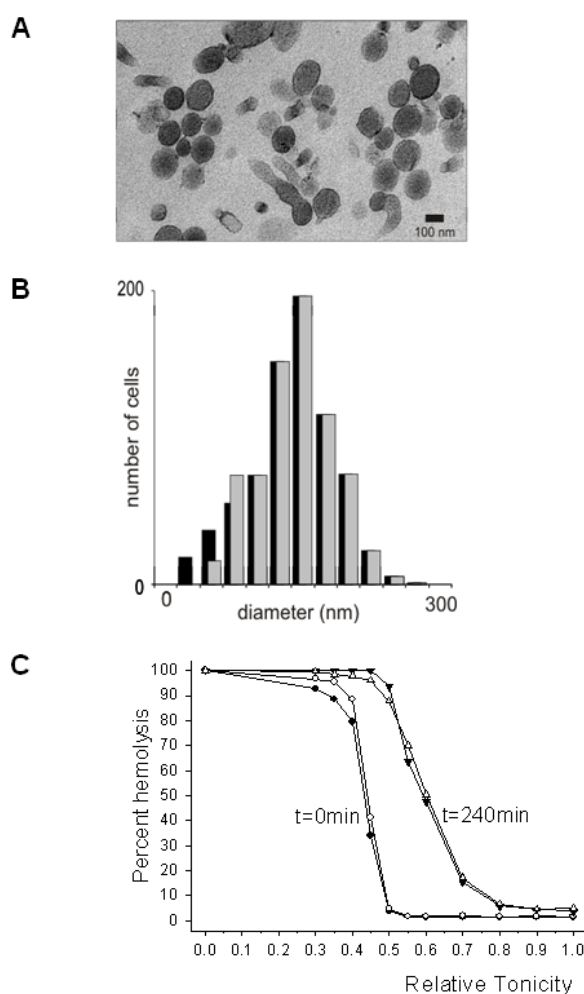 A
100 nm
B
200
number of cells
0
0
300
diameter (nm)
C
100
90
80
70
60
50
40
30
20
10
0
Percent hemolysis
t=0min
t=240min
0.0 0.1 0.2 0.3 0.4 0.5 0.6 0.7 0.8 0.9 1.0
Relative Tonicity